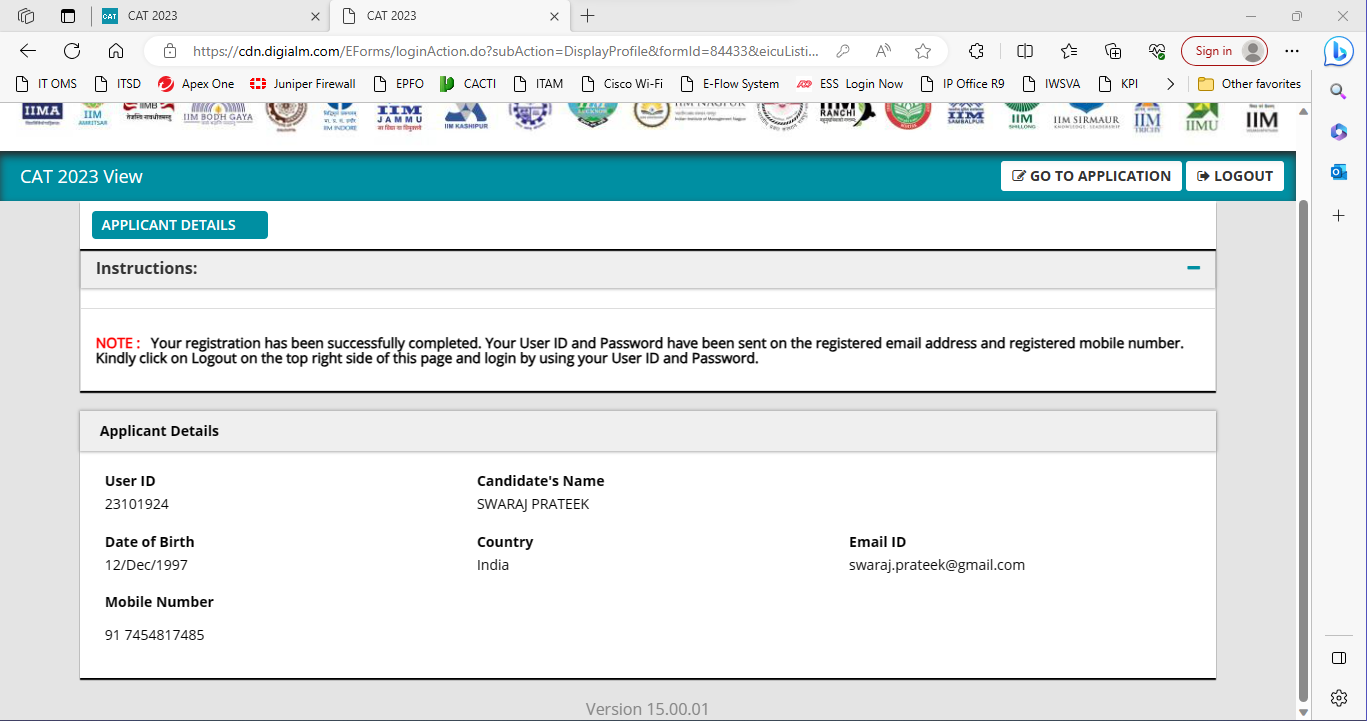 CAT 2023
CAT 2023
https://cdn.digialm.com/EForms/loginAction.do?subAction=DisplayProfile&formId=84433&eicuListi...
Sign in
IT OMS ITSD Apex One Juniper Firewall EPFO CACTI ITAM Cisco Wi-Fi E-Flow System ESS Login Now IP Office R9 IWSVA KPI Other favorites
IIMA IIM AMRITSAR IIMB IIM BODH GAYA IIM INDORE IIM JAMMU IIM KASHIPUR IIM NAGPUR RANCHI IIM SAMBALPUR IIM SHILLONG IIM SIRMAUR IIM TRICHY IIMU IIM
CAT 2023 View
GO TO APPLICATION
LOGOUT
APPLICANT DETAILS
Instructions:
NOTE : Your registration has been successfully completed. Your User ID and Password have been sent on the registered email address and registered mobile number.
Kindly click on Logout on the top right side of this page and login by using your User ID and Password.
Applicant Details
User ID Candidate's Name
23101924 SWARAJ PRATEEK
Date of Birth Country Email ID
12/Dec/1997 India swaraj.prateek@gmail.com
Mobile Number
91 7454817485
Version 15.00.01